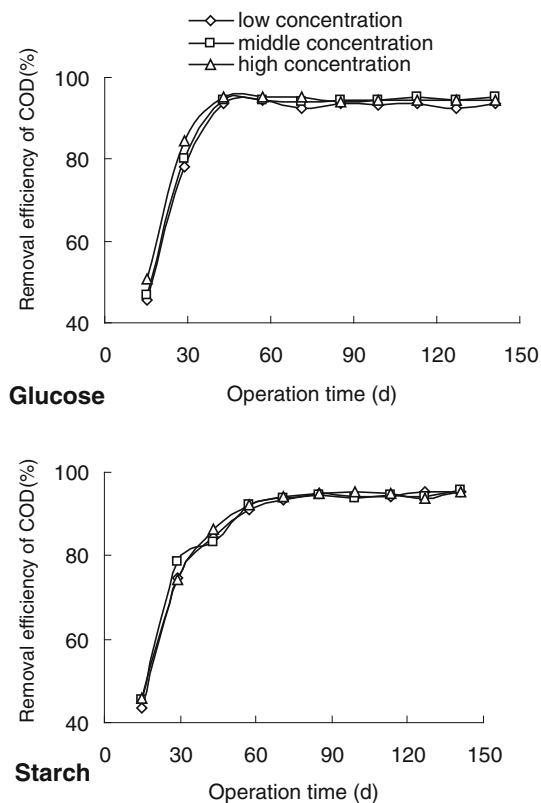 low concentration
middle concentration
high concentration
Removal efficiency of COD(%)
100
80
60
40
0 30 60 90 120 150
Glucose
Operation time (d)
Removal efficiency of COD(%)
100
80
60
40
0 30 60 90 120 150
Starch
Operation time (d)